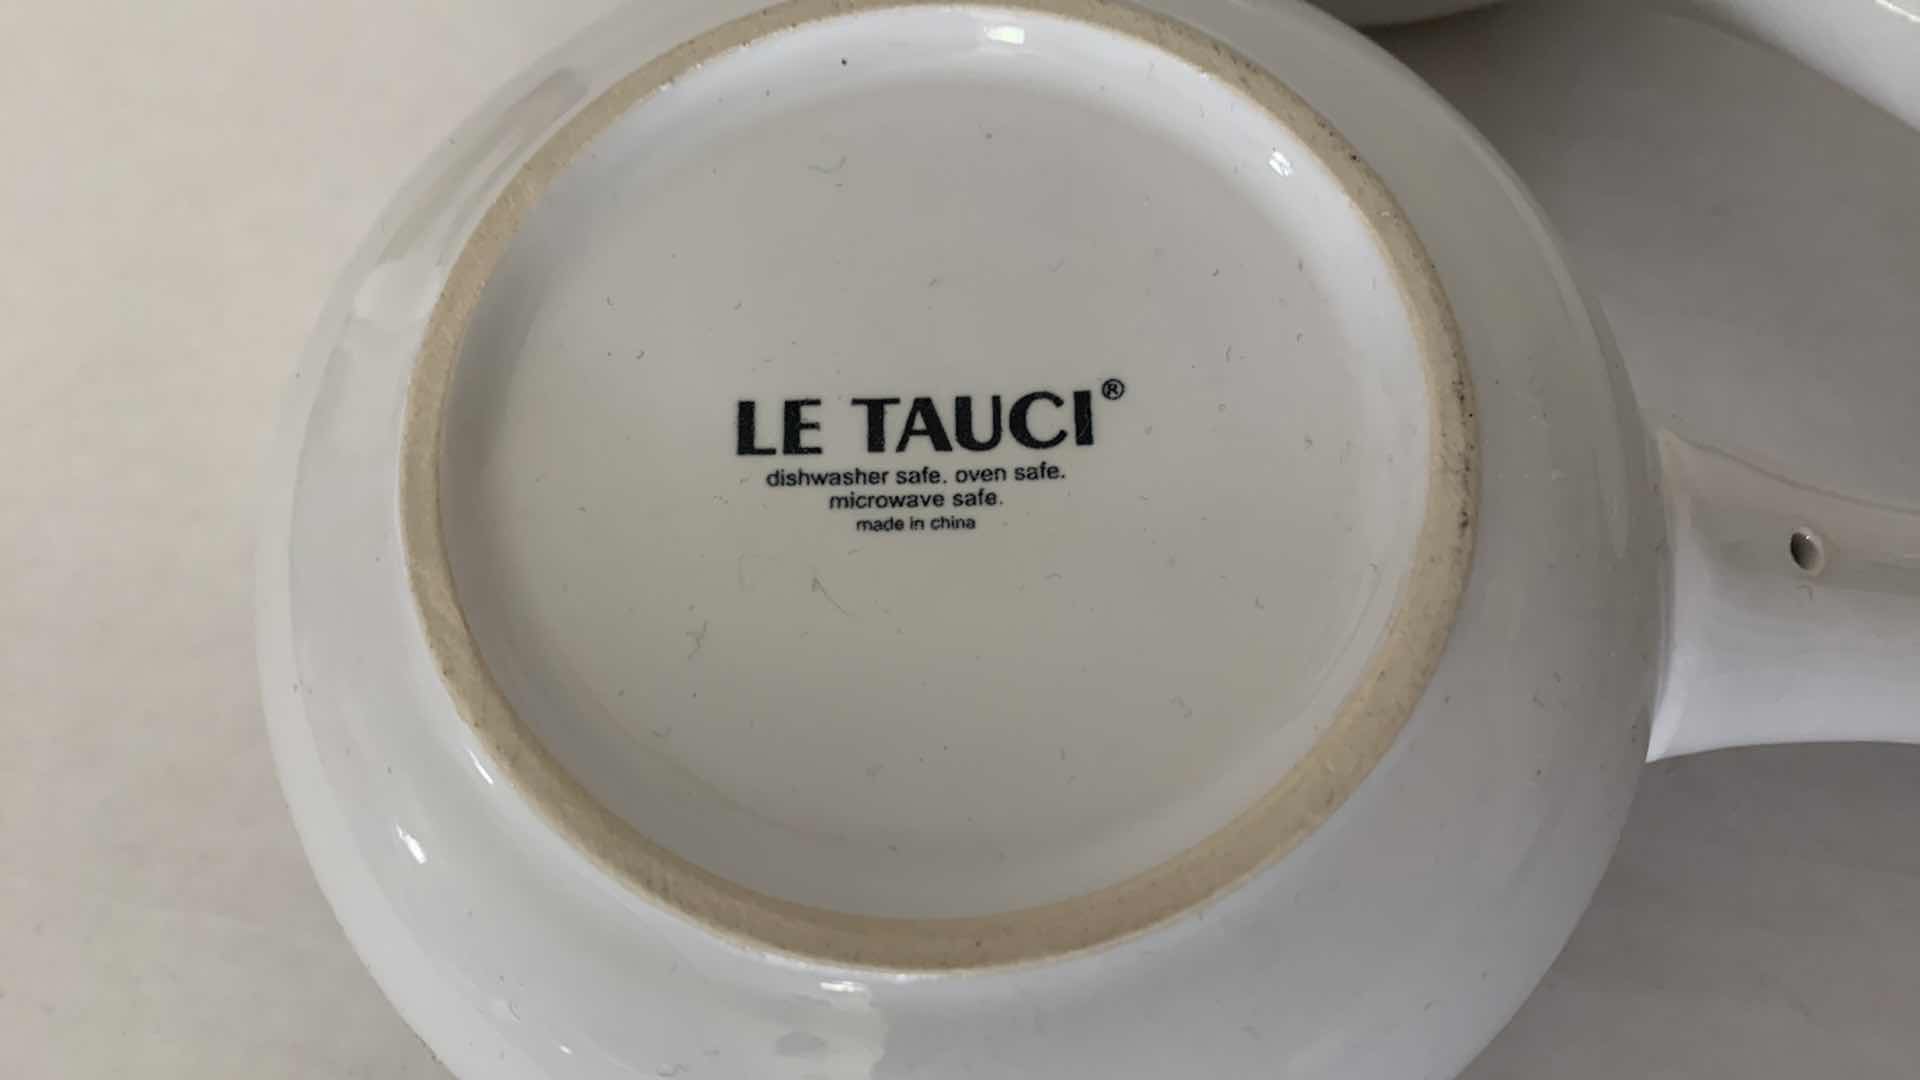 LE TAUCI®
dishwasher safe. oven safe.
microwave safe.
made in china